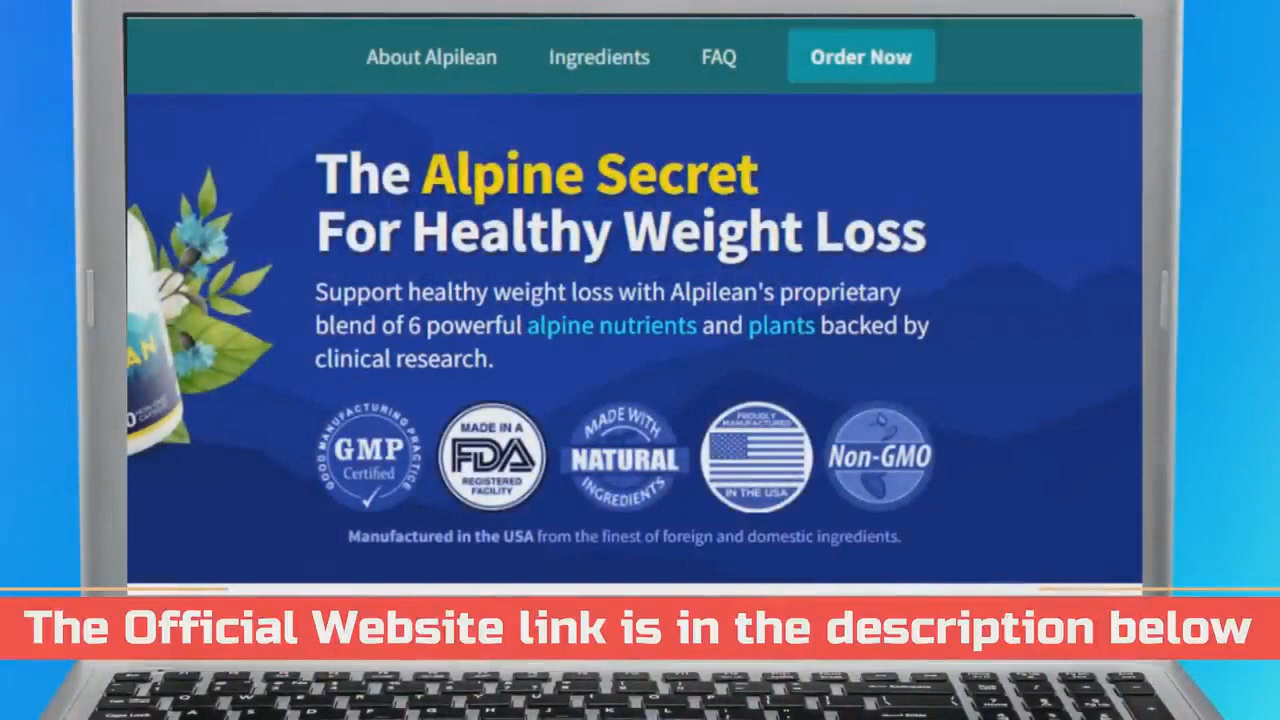 About Alpilean
Ingredients
FAQ
Order Now
The Alpine Secret
For Healthy Weight Loss
Support healthy weight loss with Alpilean's proprietary
blend of 6 powerful alpine nutrients and plants backed by
clinical research.
GOOD MANUFACTURING PRACTICE
GMP
Certified
MADE IN A
FDA
REGISTERED
FACILITY
MADE WITH
NATURAL
INGREDIENTS
PROUDLY
MANUFACTURED
IN THE USA
Non-GMO
Manufactured in the USA from the finest of foreign and domestic ingredients.
The Official Website link is in the description below